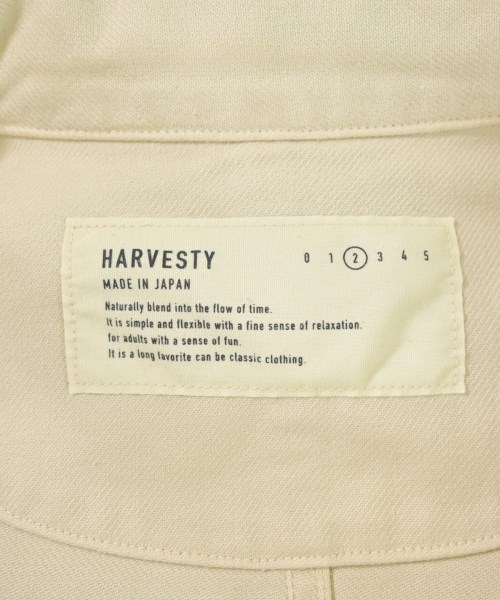 HARVESTY 0 1 2 3 4 5
MADE IN JAPAN
Naturally blend into the flow of time.
It is simple and flexible with a fine sense of relaxation.
for adults with a sense of fun.
It is a long favorite can be classic clothing.